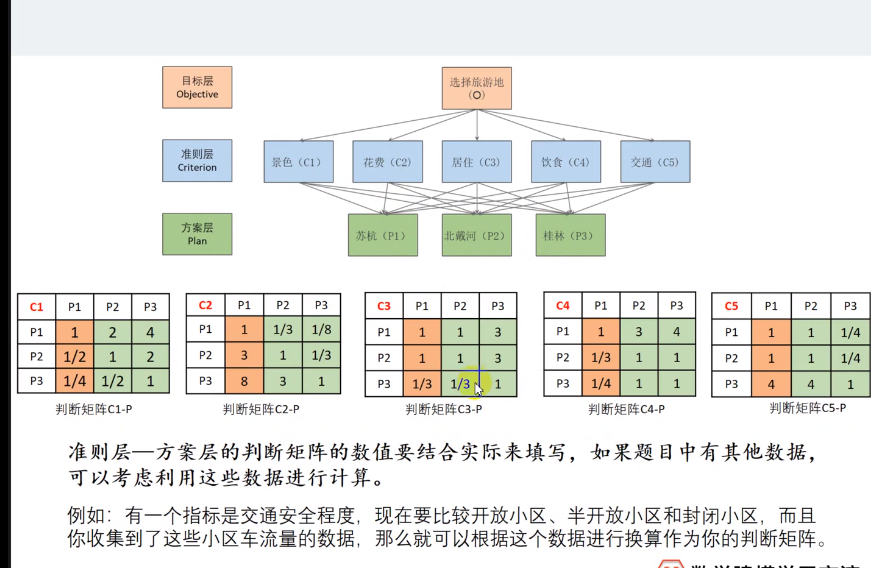 目标层
Objective
选择旅游地
(O)
准则层
Criterion
景色(C1)
花费(C2)
居住(C3)
饮食(C4)
交通(C5)
方案层
Plan
苏杭(P1)
北戴河(P2)
桂林(P3)
C1 P1 P2 P3
P1 1 2 4
P2 1/2 1 2
P3 1/4 1/2 1
判断矩阵C1-P
C2 P1 P2 P3
P1 1 1/3 1/8
P2 3 1 1/3
P3 8 3 1
判断矩阵C2-P
C3 P1 P2 P3
P1 1 1 3
P2 1 1 3
P3 1/3 1/3 1
判断矩阵C3-P
C4 P1 P2 P3
P1 1 3 4
P2 1/3 1 1
P3 1/4 1 1
判断矩阵C4-P
C5 P1 P2 P3
P1 1 1 1/4
P2 1 1 1/4
P3 4 4 1
判断矩阵C5-P
准则层—方案层的判断矩阵的数值要结合实际来填写，如果题目中有其他数据，
可以考虑利用这些数据进行计算。
例如：有一个指标是交通安全程度，现在要比较开放小区、半开放小区和封闭小区，而且
你收集到了这些小区车流量的数据，那么就可以根据这个数据进行换算作为你的判断矩阵。